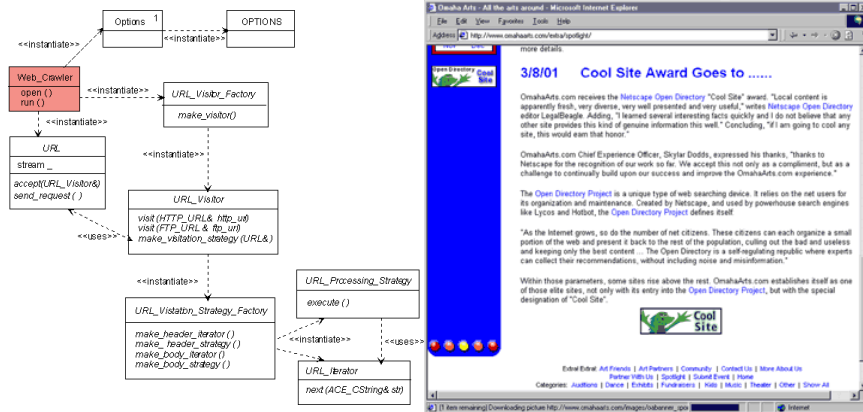 Options 1
OPTIONS
<<instantiate>>
<<instantiate>>
Web_Crawler
open ( )
run ( )
<<instantiate>>
URL_Visitor_Factory
make_visitor()
<<instantiate>>
URL
stream _
accept(URL_Visitor&)
send_request ( )
<<instantiate>>
URL_Visitor
visit (HTTP_URL& http_url)
visit (FTP_URL & ftp_url)
make_visitation_strategy (URL& )
<<uses>>
<<instantiate>>
URL_Processing_Strategy
execute ( )
URL_Vistatbn_Strategy_Factory
make_header_iterator ( )
make_ header_strategy ( )
make_body_iterator ( )
make_body_strategy ( )
<<instantiate>>
<<uses>>
URL_Iterator
next (ACE_CString& str)
Omaha Arts - All the arts around - Microsoft Internet Explorer
File Edit View Favorites Tools Help
Address http://www.omahaarts.com/extra/spotlight/
Nov Dec
more details.
Open Directory Cool Site
3/8/01 Cool Site Award Goes to ......
OmahaArts.com receives the Netscape Open Directory "Cool Site" award. "Local content is
apparently fresh, very diverse, very well presented and very useful," writes Netscape Open Directory
editor LegalBeagle. Adding, "I learned several interesting facts quickly and I do not believe that any
other site provides this kind of genuine information this well." Concluding, "if I am going to cool any
site, this would earn that honor."
OmahaArts.com Chief Experience Officer, Skylar Dodds, expressed his thanks, "thanks to
Netscape for the recognition of our work so far. We accept this not only as a compliment, but as a
challenge to continually build upon our success and improve the OmahaArts.com experience."
The Open Directory Project is a unique type of web searching device. It relies on the net users for
its organization and maintenance. Created by Netscape, and used by powerhouse search engines
like Lycos and Hotbot, the Open Directory Project defines itself
"As the Internet grows, so do the number of net citizens. These citizens can each organize a small
portion of the web and present it back to the rest of the population, culling out the bad and useless
and keeping only the best content ... The Open Directory is a self-regulating republic where experts
can collect their recommendations, without including noise and misinformation."
Within those parameters, some sites rise above the rest. OmahaArts.com establishes itself as one
of those elite sites, not only with its entry into the Open Directory Project, but with the special
designation of "Cool Site".
Cool Site
Extra! Extra! Art Friends | Art Partners | Community | Contact Us | More About Us
Partner With Us | Spotlight | Submit Event | Home
Categories: Auditions | Dance | Exhibits | Fundraisers | Kids | Music | Theater | Other | Show All
(1 item remaining) Downloading picture http://www.omahaarts.com/images/isabanner_spo
Internet